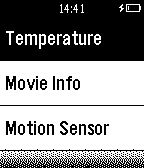 14:41
Temperature
Movie Info
Motion Sensor